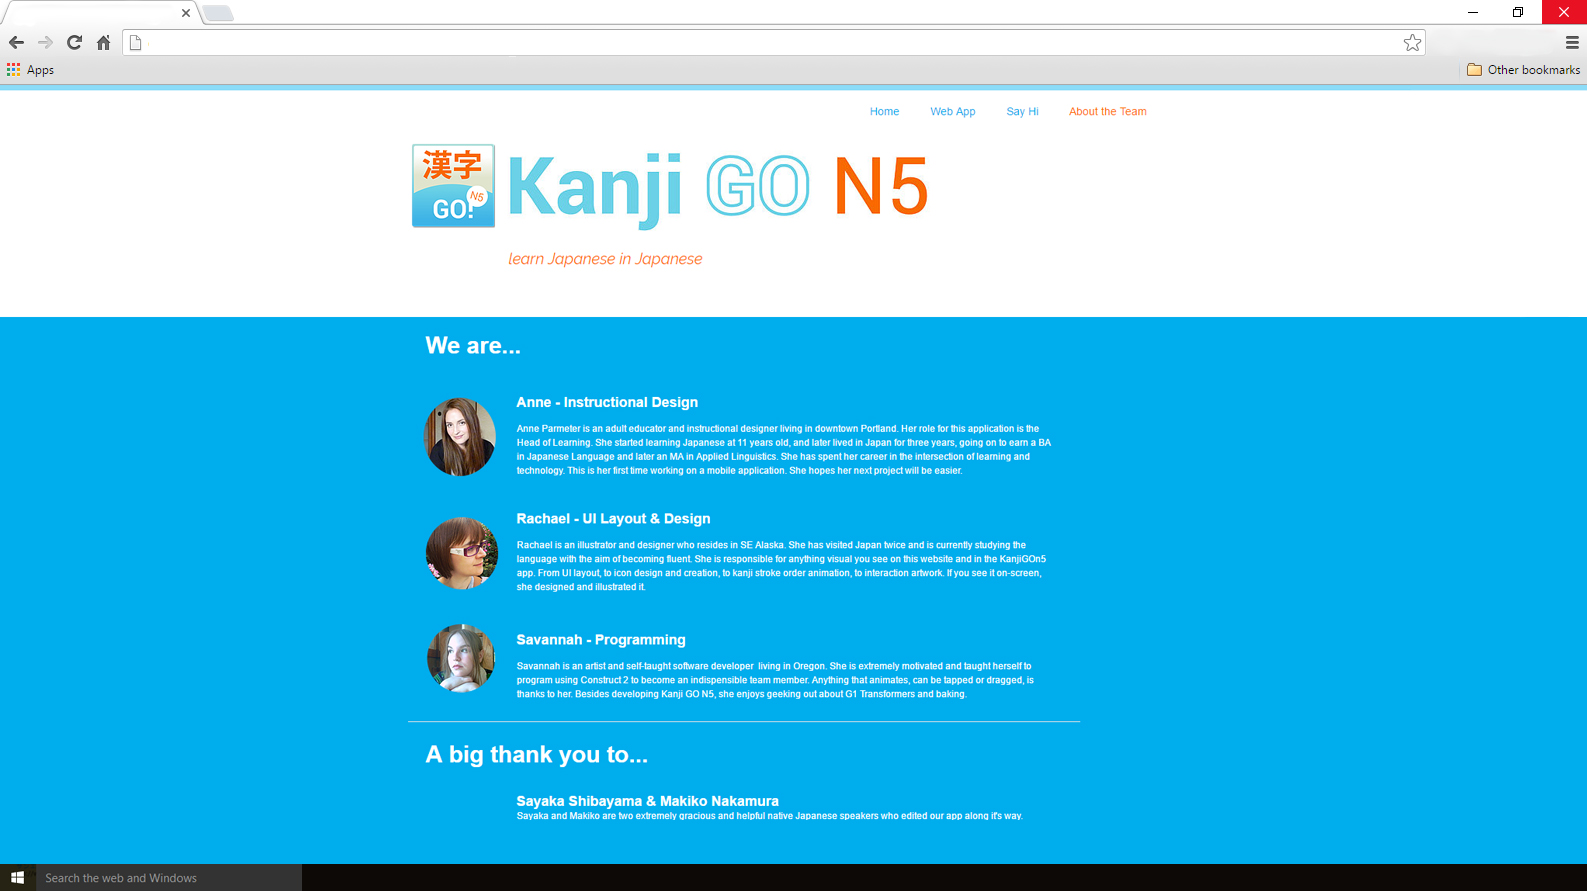 Apps
Other bookmarks
Home Web App Say Hi About the Team
漢字
N5
GO!
Kanji GO N5
learn Japanese in Japanese
We are...
Anne - Instructional Design
Anne Parmeter is an adult educator and instructional designer living in downtown Portland. Her role for this application is the
Head of Learning. She started learning Japanese at 11 years old, and later lived in Japan for three years, going on to earn a BA
in Japanese Language and later an MA in Applied Linguistics. She has spent her career in the intersection of learning and
technology. This is her first time working on a mobile application. She hopes her next project will be easier.
Rachael - UI Layout & Design
Rachael is an illustrator and designer who resides in SE Alaska. She has visited Japan twice and is currently studying the
language with the aim of becoming fluent. She is responsible for anything visual you see on this website and in the KanjiGOn5
app. From UI layout, to icon design and creation, to kanji stroke order animation, to interaction artwork. If you see it on-screen,
she designed and illustrated it.
Savannah - Programming
Savannah is an artist and self-taught software developer living in Oregon. She is extremely motivated and taught herself to
program using Construct 2 to become an indispensible team member. Anything that animates, can be tapped or dragged, is
thanks to her. Besides developing Kanji GO N5, she enjoys geeking out about G1 Transformers and baking.
A big thank you to...
Sayaka Shibayama & Makiko Nakamura
Sayaka and Makiko are two extremely gracious and helpful native Japanese speakers who edited our app along it's way.
Search the web and Windows